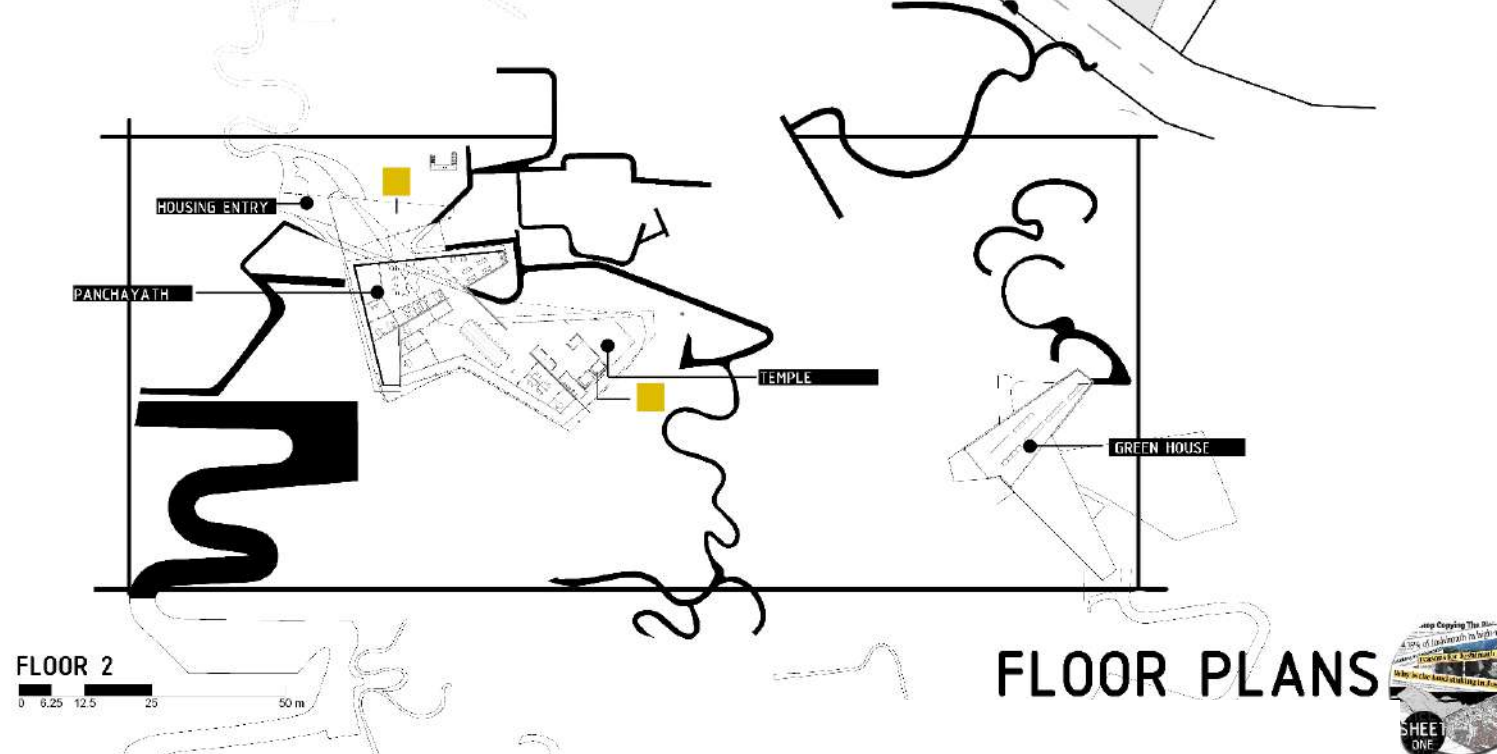 HOUSING ENTRY
PANCHAYATH
TEMPLE
GREEN HOUSE
FLOOR 2
0 6.25 12.5 25 50 m
FLOOR PLANS
SHEET
ONE